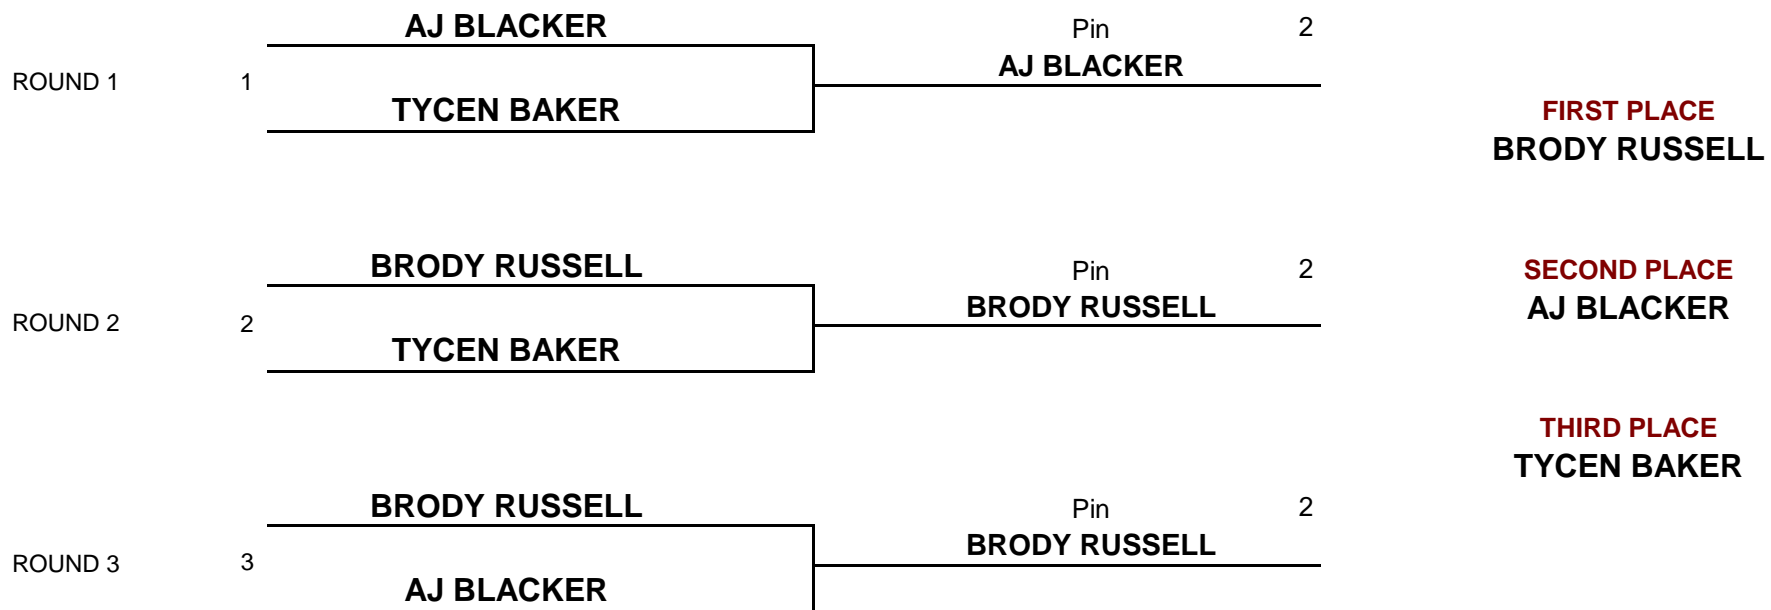 AJ BLACKER
Pin 2
ROUND 1 1 AJ BLACKER
TYCEN BAKER
FIRST PLACE
BRODY RUSSELL
BRODY RUSSELL
Pin 2
ROUND 2 2 BRODY RUSSELL
TYCEN BAKER
SECOND PLACE
AJ BLACKER
THIRD PLACE
TYCEN BAKER
BRODY RUSSELL
Pin 2
ROUND 3 3 BRODY RUSSELL
AJ BLACKER